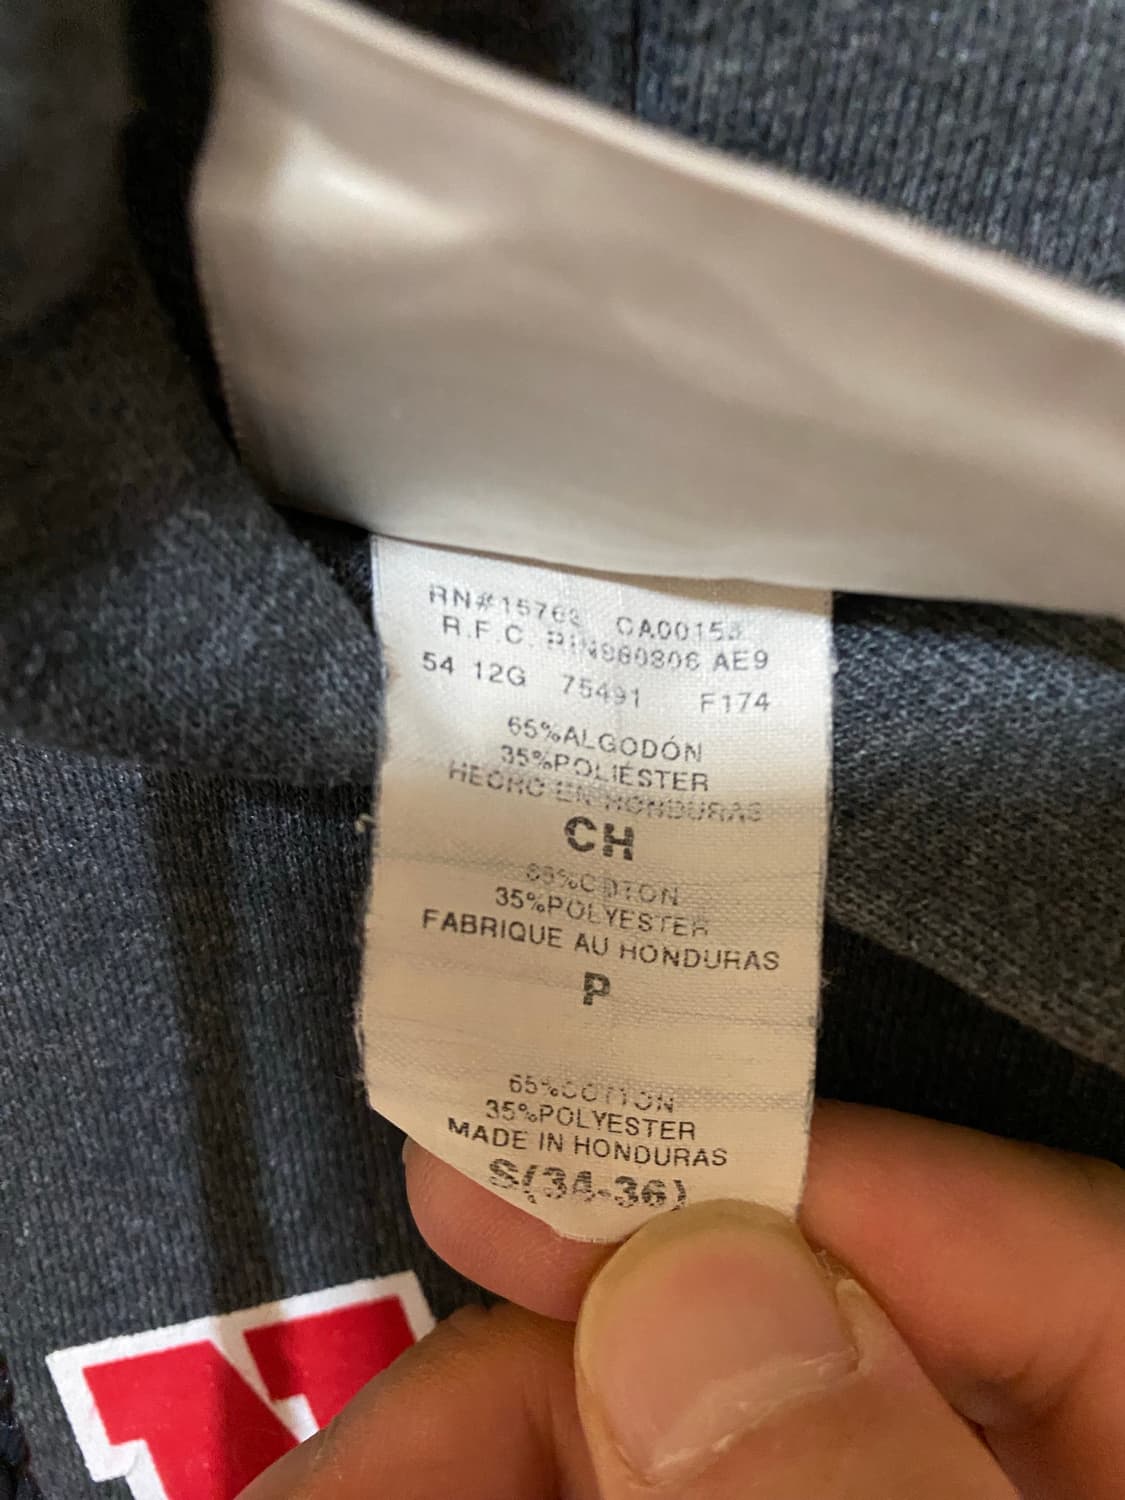 RN#15763 CA00153
R.F.C. AE9
54 12G 75491 F174
65%ALGODÓN
35%POLIÉSTER
HECHO EN HONDURAS
CH
65%COTON
35%POLYESTER
FABRIQUE AU HONDURAS
P
65%COTTON
35%POLYESTER
MADE IN HONDURAS
S(34-36)
N